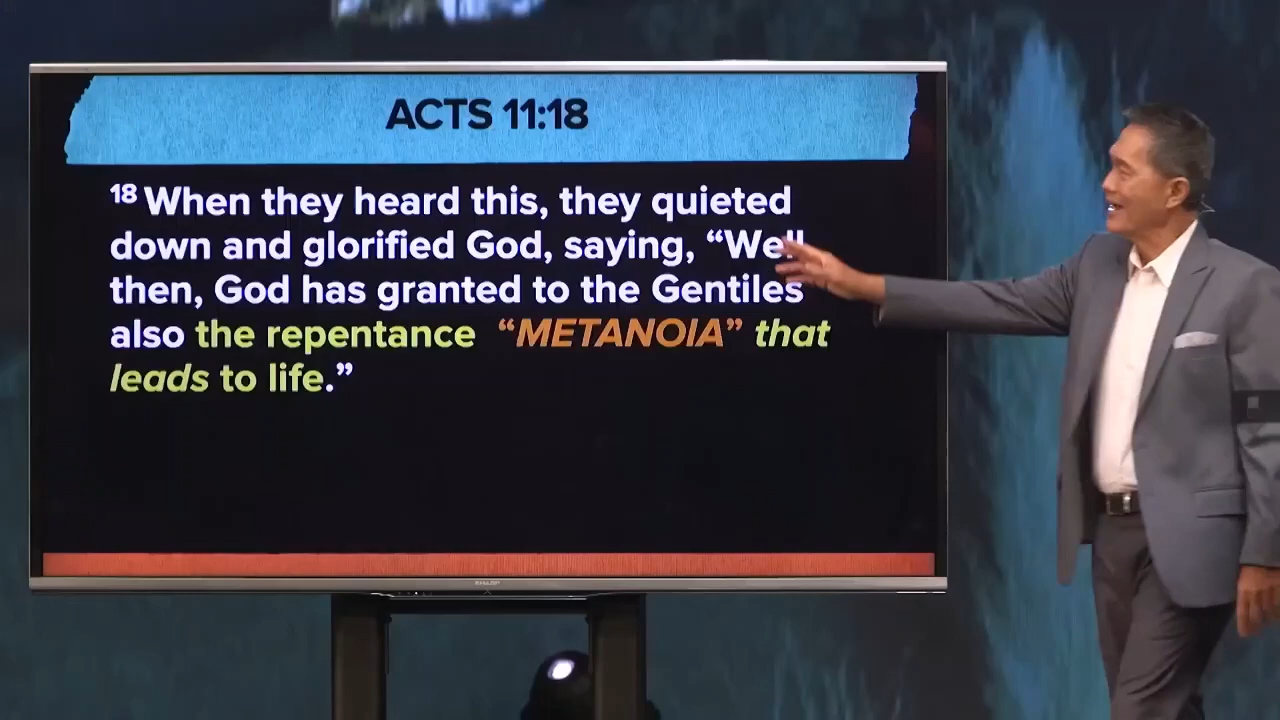 ACTS 11:18
18 When they heard this, they quieted
down and glorified God, saying, “Well
then, God has granted to the Gentiles
also the repentance “METANOIA” that
leads to life.”
SHARP